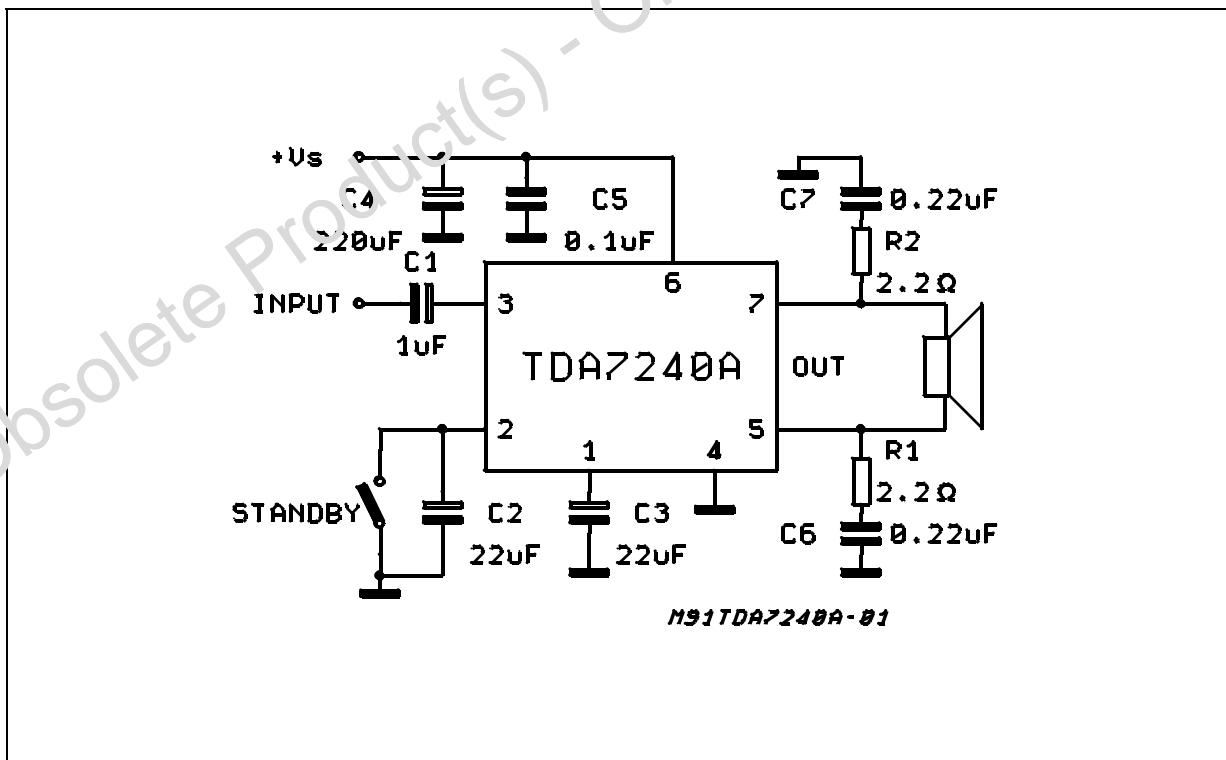 Obsolete Product(s) - O
+Vs
C4
220uF
C5
0.1uF
C7
0.22uF
R2
2.2Ω
C1
INPUT
1uF
3
6
7
TDA7240A
OUT
2
1
4
5
R1
2.2Ω
STANDBY
C2
22uF
C3
22uF
C6
0.22uF
M91TDA7240A-01